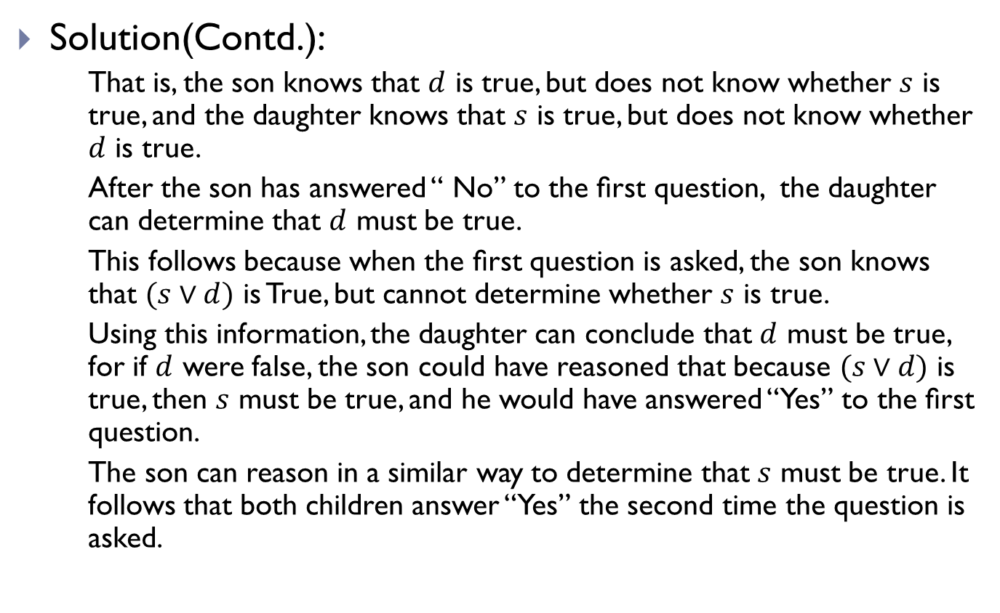 Solution(Contd.):
That is, the son knows that d is true, but does not know whether s is
true, and the daughter knows that s is true, but does not know whether
d is true.
After the son has answered “ No” to the first question, the daughter
can determine that d must be true.
This follows because when the first question is asked, the son knows
that (s ∨ d) is True, but cannot determine whether s is true.
Using this information, the daughter can conclude that d must be true,
for if d were false, the son could have reasoned that because (s ∨ d) is
true, then s must be true, and he would have answered “Yes” to the first
question.
The son can reason in a similar way to determine that s must be true. It
follows that both children answer “Yes” the second time the question is
asked.